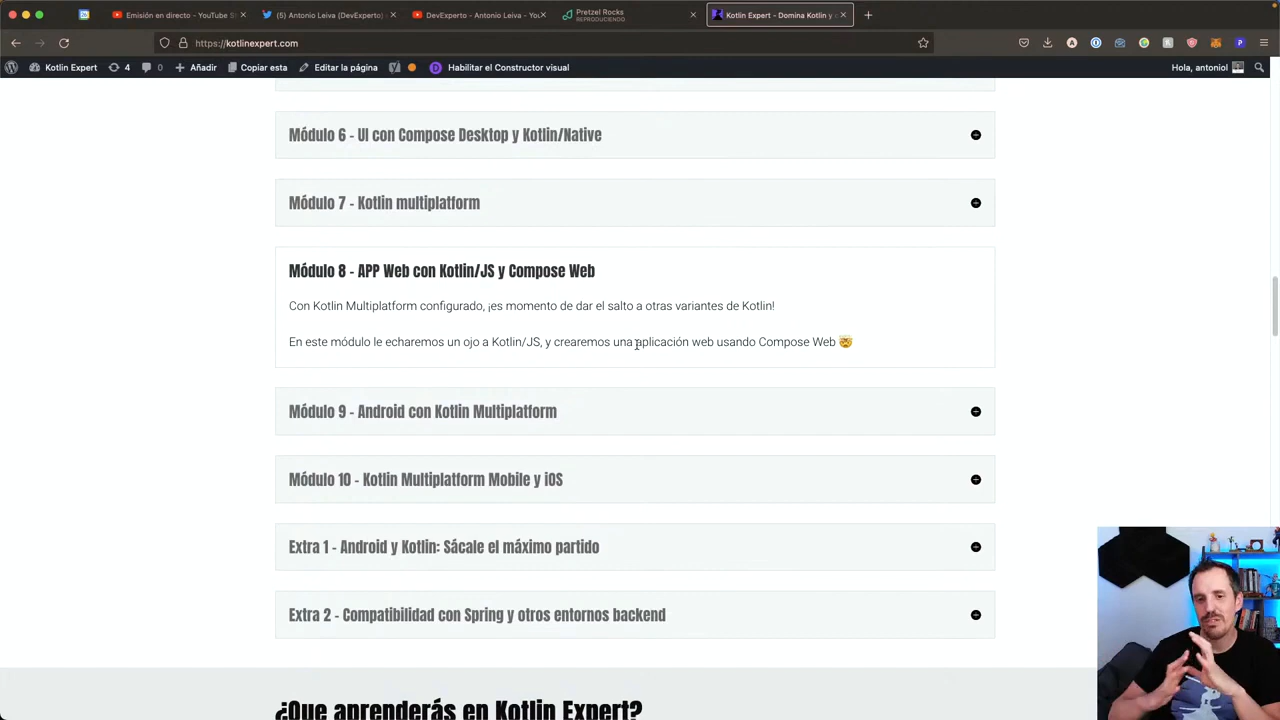 Emisión en directo - YouTube S
(5) Antonio Leiva (DevExperto)
DevExperto - Antonio Leiva - You
Pretzel Rocks
REPRODUCIENDO
Kotlin Expert - Domina Kotlin y
https://kotlinexpert.com
Kotlin Expert
4
0
Añadir
Copiar esta
Editar la página
Habilitar el Constructor visual
Hola, antoniol
Módulo 6 - UI con Compose Desktop y Kotlin/Native
Módulo 7 - Kotlin multiplatform
Módulo 8 - APP Web con Kotlin/JS y Compose Web
Con Kotlin Multiplatform configurado, ¡es momento de dar el salto a otras variantes de Kotlin!
En este módulo le echaremos un ojo a Kotlin/JS, y crearemos una aplicación web usando Compose Web 🤯
Módulo 9 - Android con Kotlin Multiplatform
Módulo 10 - Kotlin Multiplatform Mobile y iOS
Extra 1 - Android y Kotlin: Sácale el máximo partido
Extra 2 - Compatibilidad con Spring y otros entornos backend
¿Que aprenderás en Kotlin Expert?